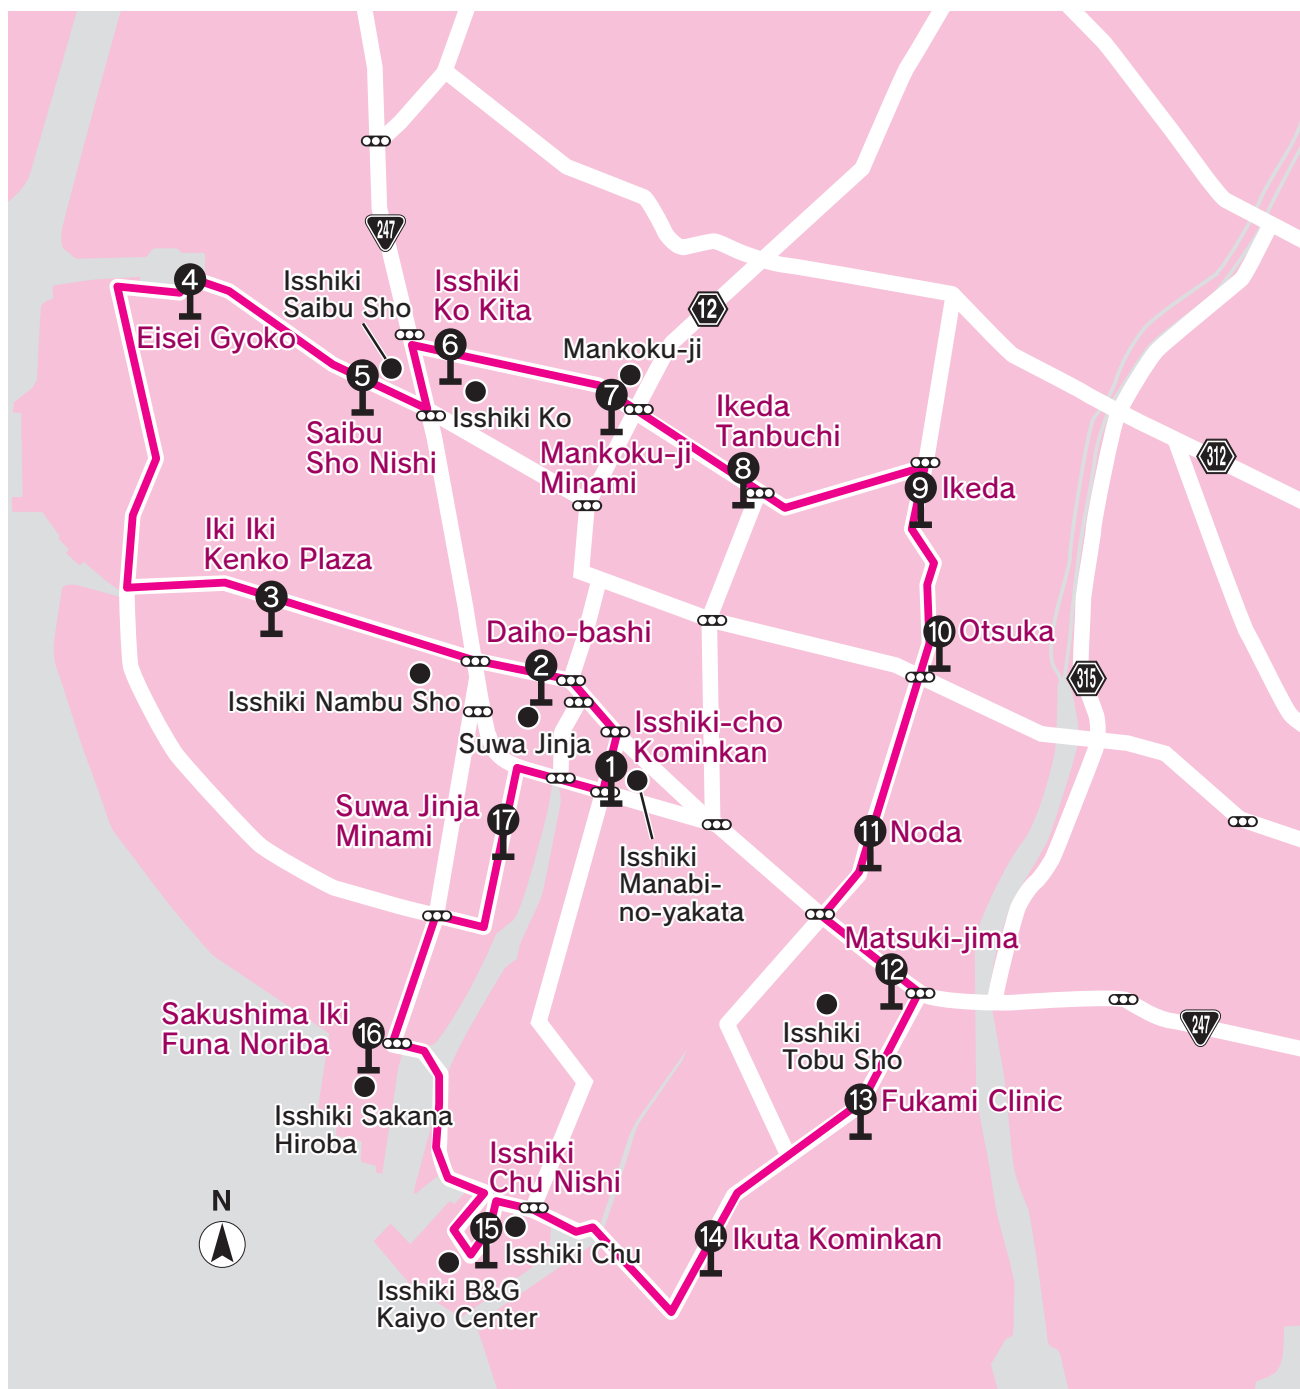 247
4
Isshiki
Saibu Sho
Isshiki
Ko Kita
12
Eisei Gyoko
6
Mankoku-ji
5
7
Isshiki Ko
Ikeda
Tanbuchi
Saibu
Sho Nishi
Mankoku-ji
Minami
8
312
9
Ikeda
Iki Iki
Kenko Plaza
3
Daiho-bashi
10
Otsuka
2
315
Isshiki Nambu Sho
Suwa Jinja
Isshiki-cho
Kominkan
1
Suwa Jinja
Minami
17
11
Noda
Isshiki
Manabi-
no-yakata
Matsuki-jima
12
Sakushima Iki
Funa Noriba
16
Isshiki
Tobu Sho
247
Isshiki Sakana
Hiroba
13
Fukami Clinic
Isshiki
Chu Nishi
N
15
Isshiki Chu
14
Ikuta Kominkan
Isshiki B&G
Kaiyo Center